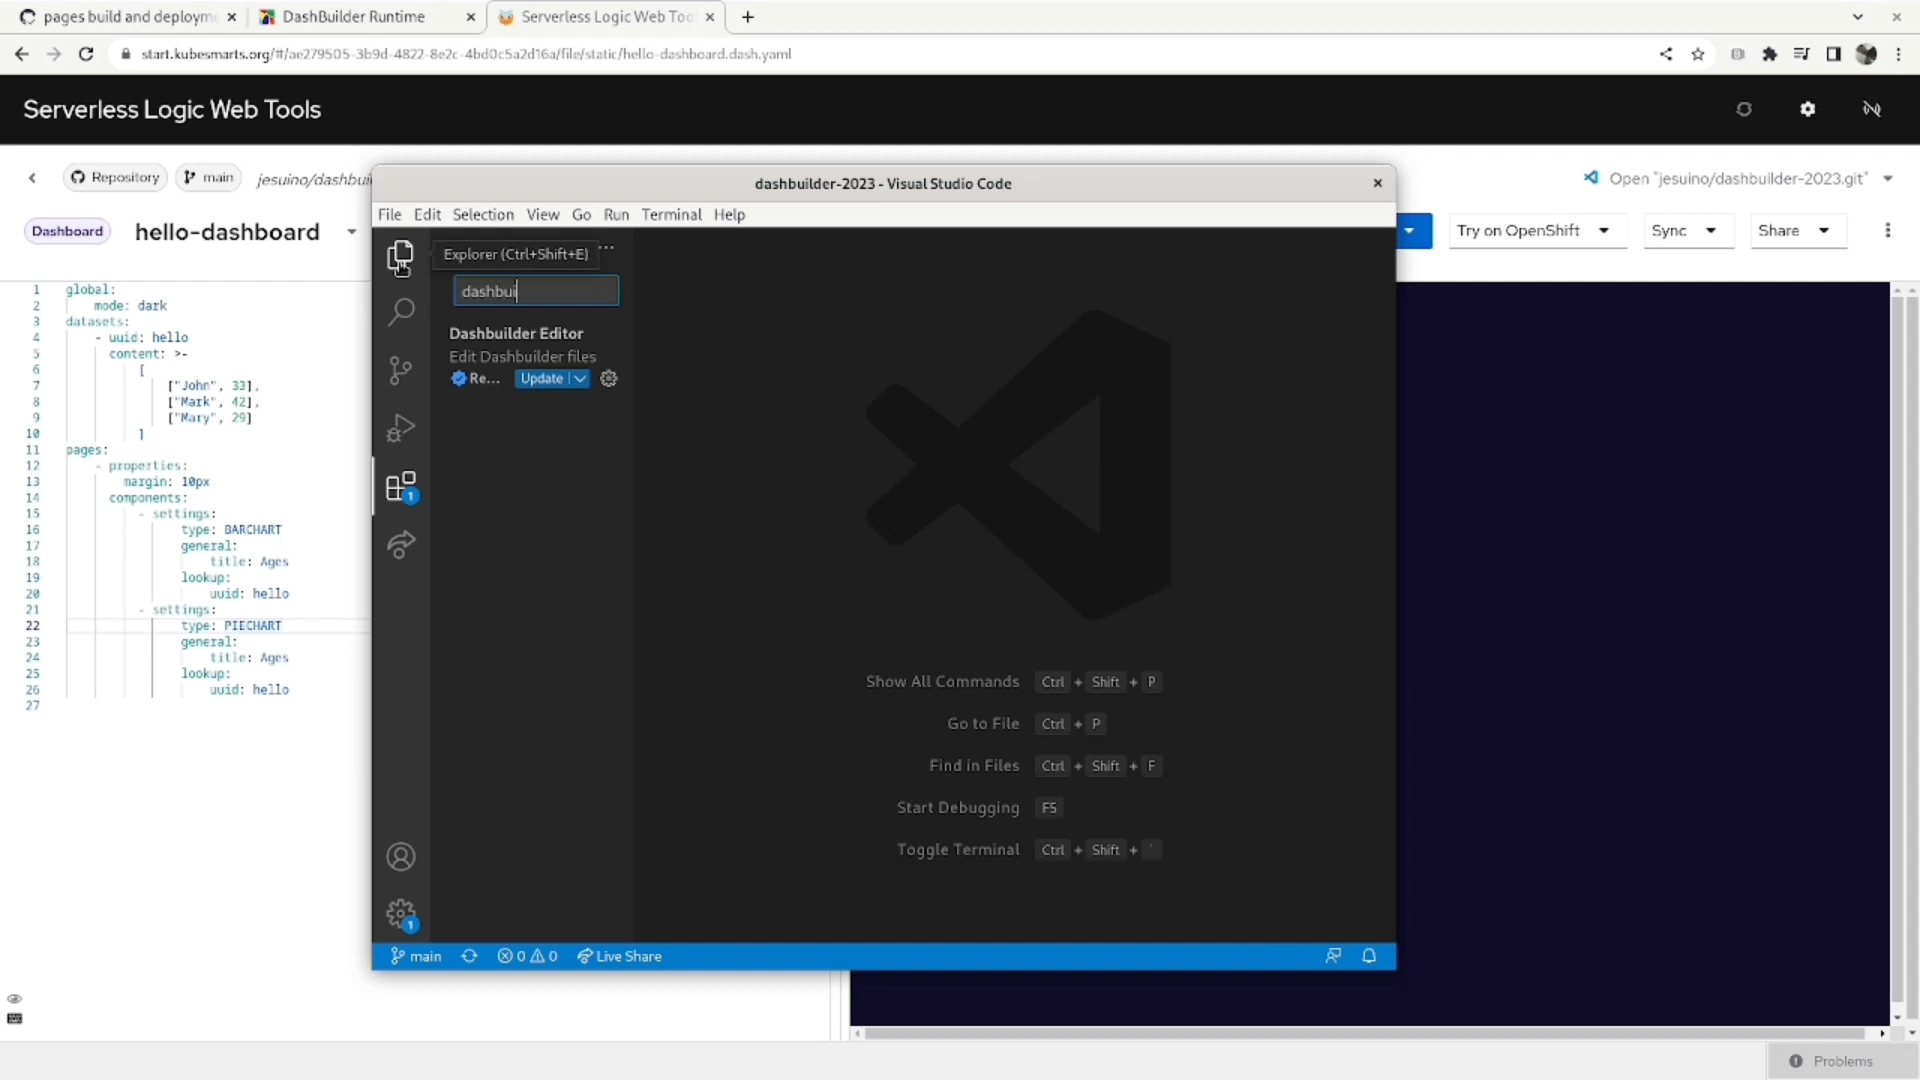 pages build and deploym
DashBuilder Runtime
Serverless Logic Web Too
start.kubesmarts.org/#/ae279505-3b9d-4822-8e2c-4bd0c5a2d16a/file/static/hello-dashboard.dash.yaml
Serverless Logic Web Tools
Repository
main
jesuino/dashbui
Open "jesuino/dashbuilder-2023.git"
Dashboard
hello-dashboard
Try on OpenShift
Sync
Share
1 global:
2 mode: dark
3 datasets:
4 - uuid: hello
5 content: >-
6 [
7 ["John", 33],
8 ["Mark", 42],
9 ["Mary", 29]
10 ]
11 pages:
12 - properties:
13 margin: 10px
14 components:
15 - settings:
16 type: BARCHART
17 general:
18 title: Ages
19 lookup:
20 uuid: hello
21 - settings:
22 type: PIECHART
23 general:
24 title: Ages
25 lookup:
26 uuid: hello
27
dashbuilder-2023 - Visual Studio Code
File Edit Selection View Go Run Terminal Help
Explorer (Ctrl+Shift+E)
dashbui
Dashbuilder Editor
Edit Dashbuilder files
Re... Update
1
1
Show All Commands Ctrl + Shift + P
Go to File Ctrl + P
Find in Files Ctrl + Shift + F
Start Debugging F5
Toggle Terminal Ctrl + Shift + `
main 0 0 Live Share
Problems